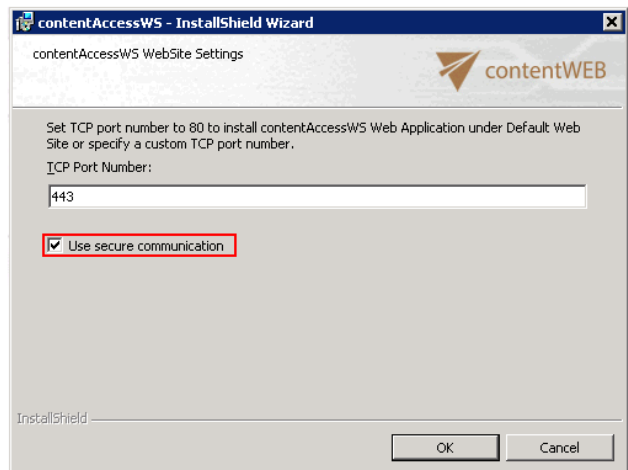 contentAccessWS - InstallShield Wizard
contentAccessWS WebSite Settings
contentWEB
Set TCP port number to 80 to install contentAccessWS Web Application under Default Web
Site or specify a custom TCP port number.
TCP Port Number:
443
Use secure communication
InstallShield
OK Cancel